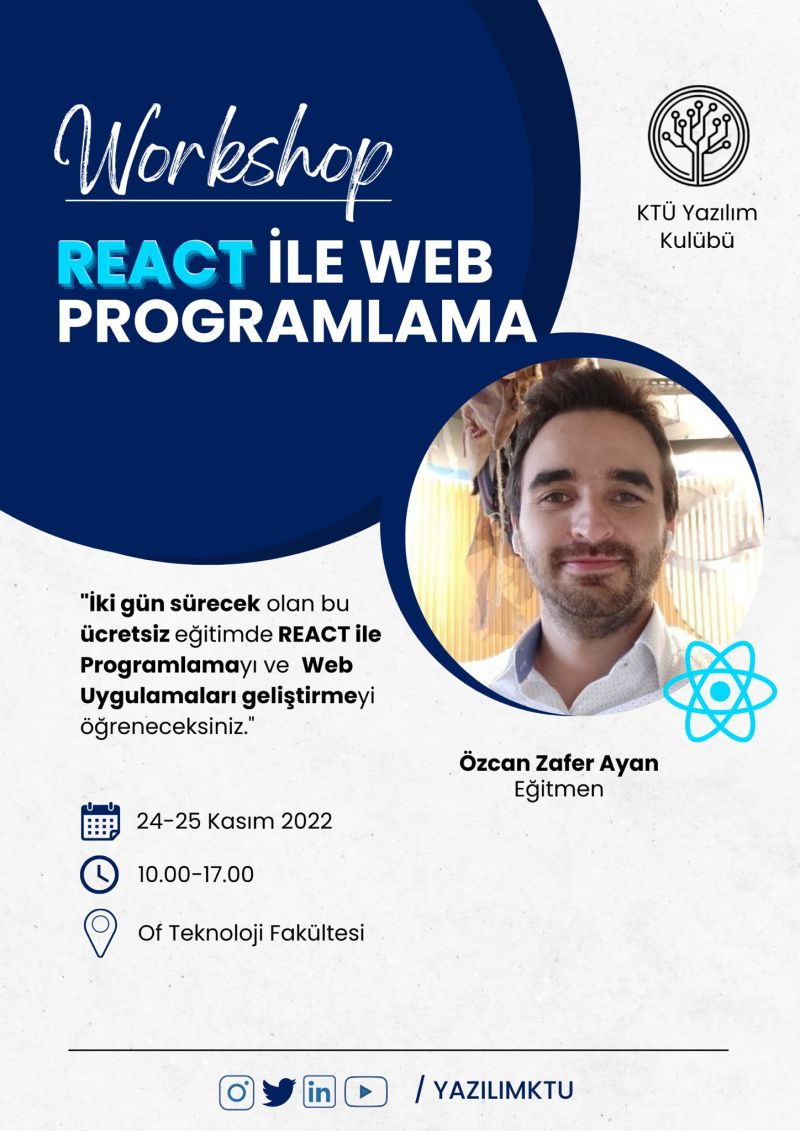 Workshop
REACT İLE WEB
PROGRAMLAMA
KTÜ Yazılım
Kulübü
"İki gün sürecek olan bu
ücretsiz eğitimde REACT ile
Programlamayı ve Web
Uygulamaları geliştirmeyi
öğreneceksiniz."
Özcan Zafer Ayan
Eğitmen
24-25 Kasım 2022
10.00-17.00
Of Teknoloji Fakültesi
in / YAZILIMKTU